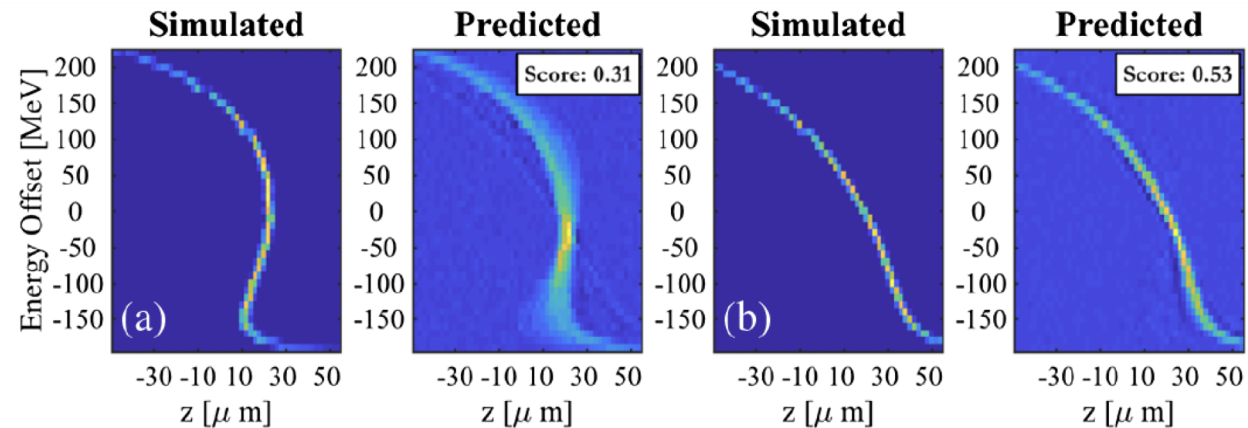 Simulated Predicted Simulated Predicted
Energy Offset [MeV]
200 200 200 200
150 150 150 150
100 100 100 100
50 50 50 50
0 0 0 0
-50 -50 -50 -50
-100 -100 -100 -100
-150 -150 -150 -150
Score: 0.31 Score: 0.53
(a) (b)
-30 -10 10 30 50 -30 -10 10 30 50 -30 -10 10 30 50 -30 -10 10 30 50
z [μ m] z [μ m] z [μ m] z [μ m]